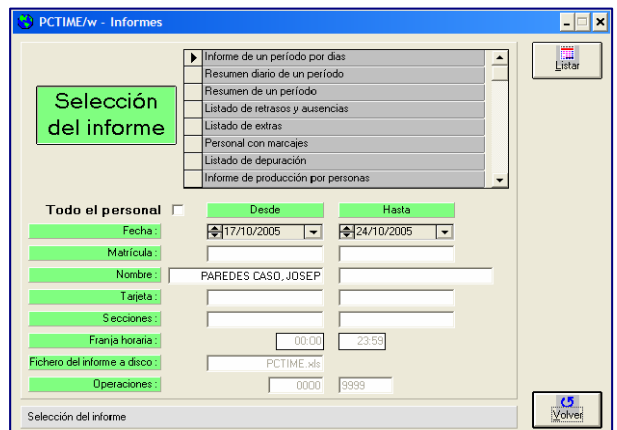 PCTIME/w - Informes
Selección
del informe
Informe de un período por dias
Resumen diario de un período
Resumen de un período
Listado de retrasos y ausencias
Listado de extras
Personal con marcajes
Listado de depuración
Informe de producción por personas
Listar
Todo el personal
Desde
Hasta
Fecha :
17/10/2005
24/10/2005
Matrícula :
Nombre :
PAREDES CASO, JOSEP
Tarjeta :
Secciones :
Franja horaria :
00:00
23:59
Fichero del informe a disco :
PCTIME.xls
Operaciones :
0000
9999
Selección del informe
Volver